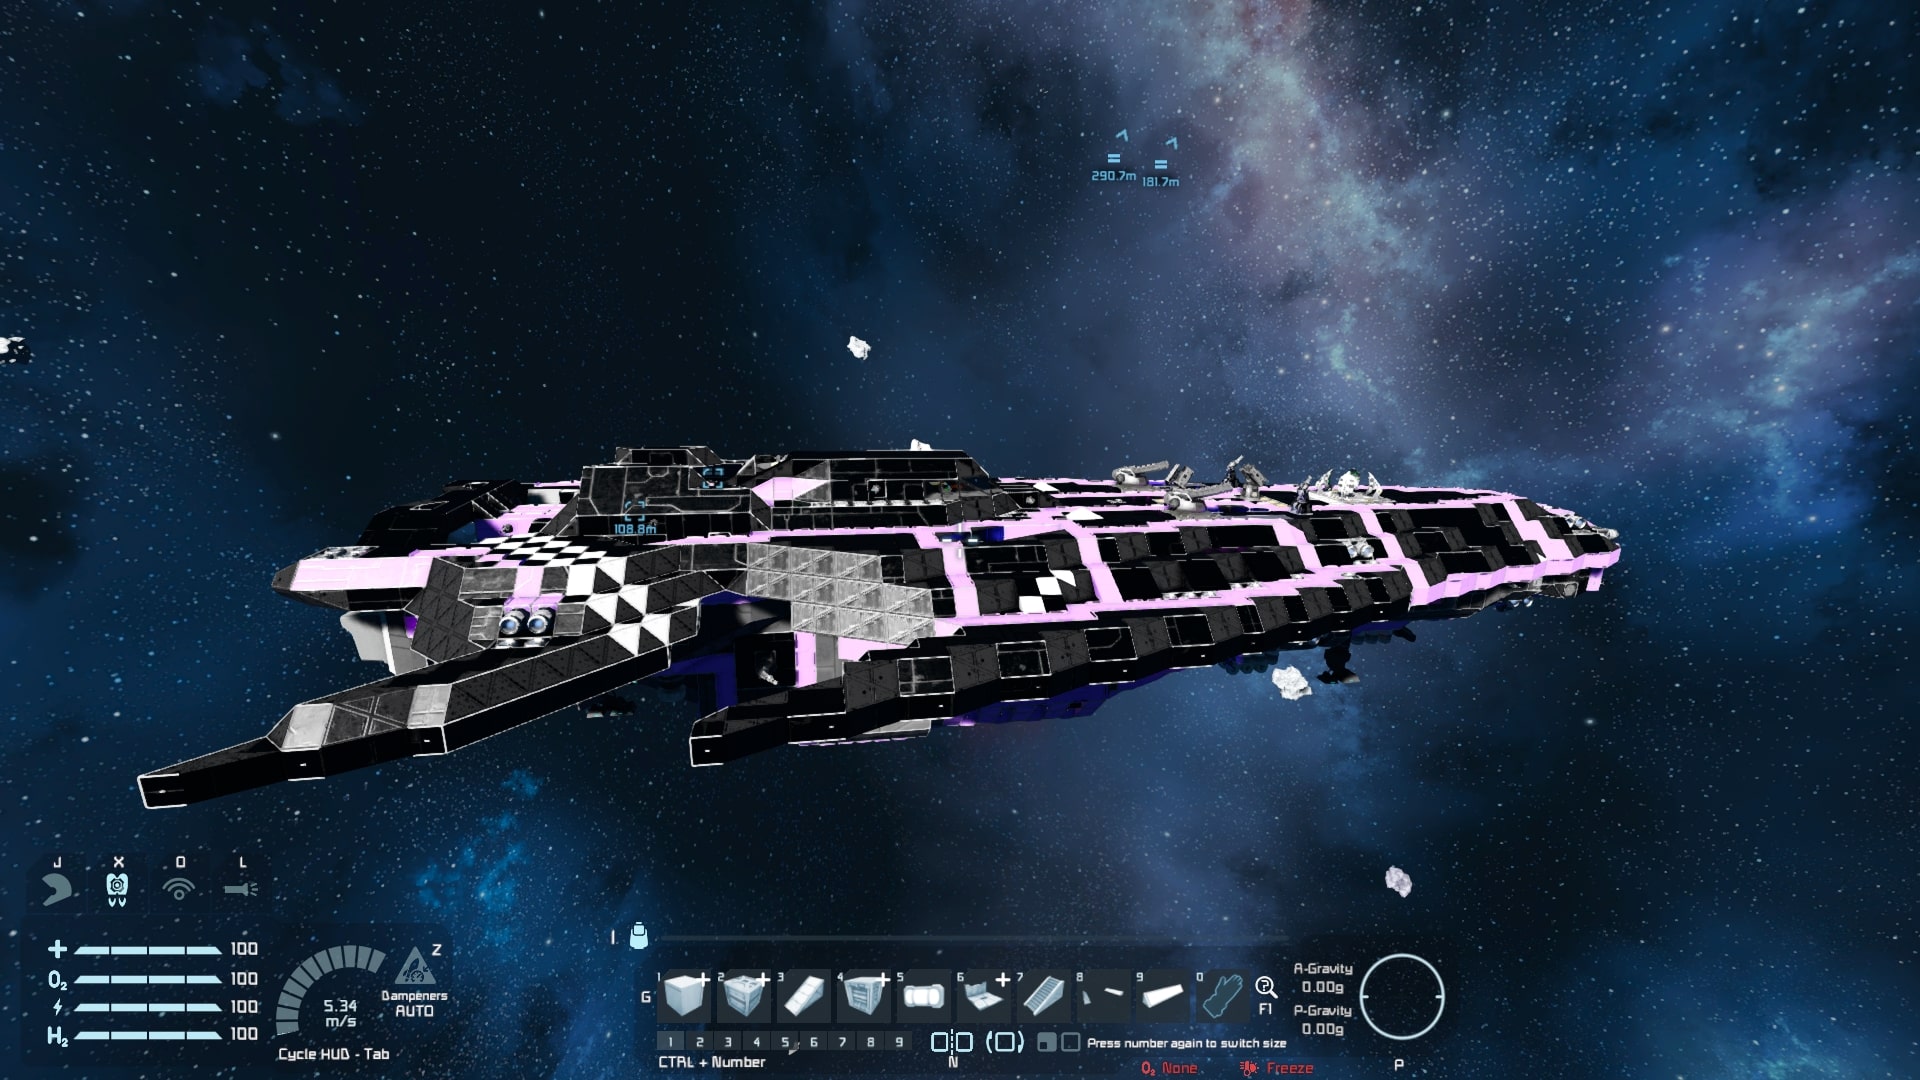 290.7m
181.7m
108.8m
J X O L
Z
100
O₂ 100
100
H₂ 100
5.34
m/s
Dampeners
AUTO
Cycle HUD - Tab
I
G
1 2 3 4 5 6 7 8 9 0
F1
1 2 3 4 5 6 7 8 9
CTRL + Number
N
Press number again to switch size
A-Gravity
0.00g
P-Gravity
0.00g
P
O₂ None
Freeze